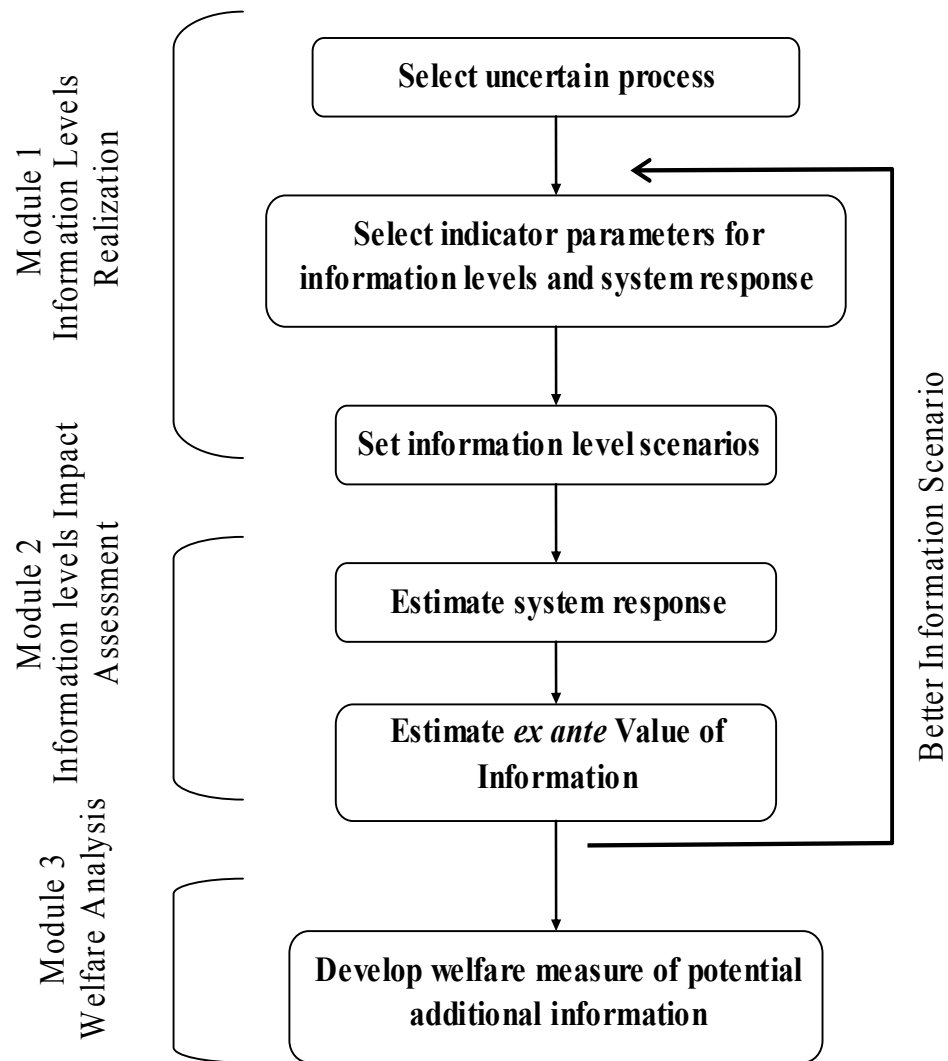 Module 1
Information Levels
Realization
Select uncertain process
Select indicator parameters for
information levels and system response
Set information level scenarios
Module 2
Information levels Impact
Assessment
Estimate system response
Estimate ex ante Value of
Information
Module 3
Welfare Analysis
Develop welfare measure of potential
additional information
Better Information Scenario